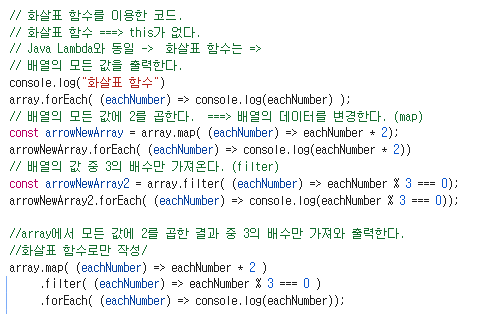 // 화살표 함수를 이용한 코드.
// 화살표 함수 ===> this가 없다.
// Java Lambda와 동일 -> 화살표 함수는 =>
// 배열의 모든 값을 출력한다.
console.log("화살표 함수")
array.forEach( (eachNumber) => console.log(eachNumber) );
// 배열의 모든 값에 2를 곱한다. ===> 배열의 데이터를 변경한다. (map)
const arrowNewArray = array.map( (eachNumber) => eachNumber * 2);
arrowNewArray.forEach( (eachNumber) => console.log(eachNumber * 2))
// 배열의 값 중 3의 배수만 가져온다. (filter)
const arrowNewArray2 = array.filter( (eachNumber) => eachNumber % 3 === 0);
arrowNewArray2.forEach( (eachNumber) => console.log(eachNumber % 3 === 0));

//array에서 모든 값에 2를 곱한 결과 중 3의 배수만 가져와 출력한다.
//화살표 함수로만 작성/
array.map( (eachNumber) => eachNumber * 2 )
.filter( (eachNumber) => eachNumber % 3 === 0 )
.forEach( (eachNumber) => console.log(eachNumber));